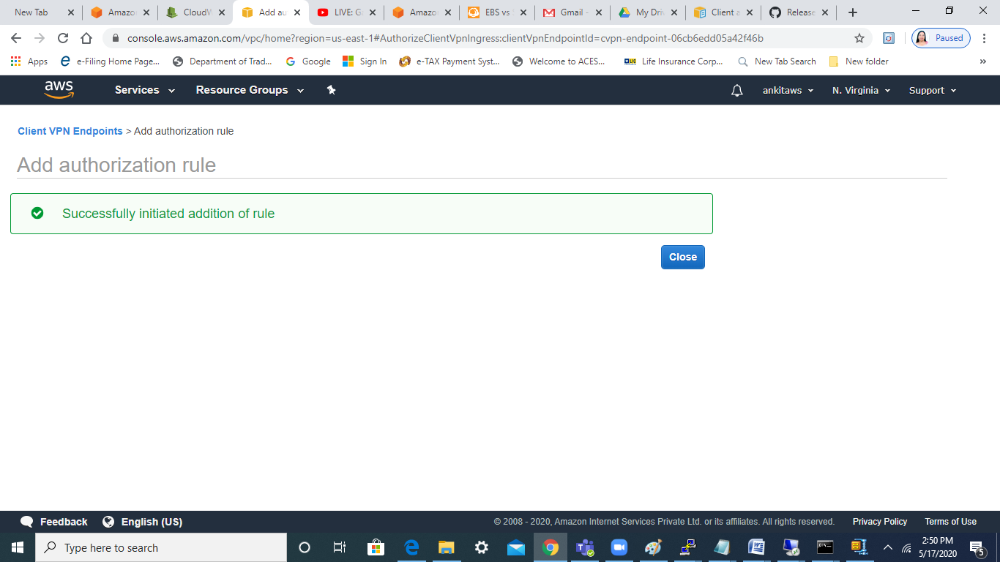 New Tab
Amazo
CloudW
Add au
LIVE: G
Amazo
EBS vs
Gmail -
My Driv
Client a
Release
console.aws.amazon.com/vpc/home?region=us-east-1#AuthorizeClientVpnIngress:clientVpnEndpointId=cvpn-endpoint-06cb6edd05a42f46b
Paused
Apps
e-Filing Home Page...
Department of Trad...
Google
Sign In
e-TAX Payment Syst...
Welcome to ACES...
Life Insurance Corp...
New Tab Search
New folder
»
aws
Services
Resource Groups
ankitaws
N. Virginia
Support
Client VPN Endpoints > Add authorization rule
Add authorization rule
Successfully initiated addition of rule
Close
Feedback
English (US)
© 2008 - 2020, Amazon Internet Services Private Ltd. or its affiliates. All rights reserved.
Privacy Policy
Terms of Use
Type here to search
2:50 PM
5/17/2020
5